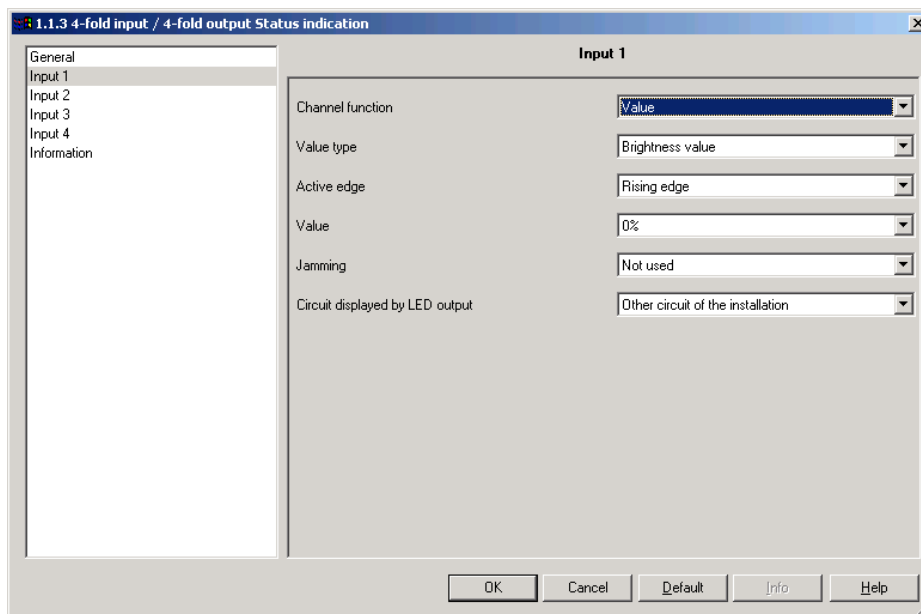 1.1.3 4-fold input / 4-fold output Status indication
General
Input 1
Input 2
Input 3
Input 4
Information
Input 1
Channel function Value
Value type Brightness value
Active edge Rising edge
Value 0%
Jamming Not used
Circuit displayed by LED output Other circuit of the installation
OK Cancel Default Info Help